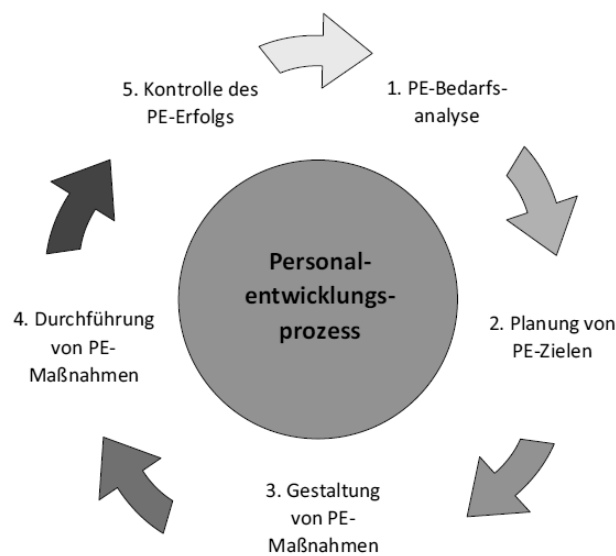 5. Kontrolle des
PE-Erfolgs
1. PE-Bedarfs-
analyse
Personal-
entwicklungs-
prozess
4. Durchführung
von PE-
Maßnahmen
2. Planung von
PE-Zielen
3. Gestaltung
von PE-
Maßnahmen